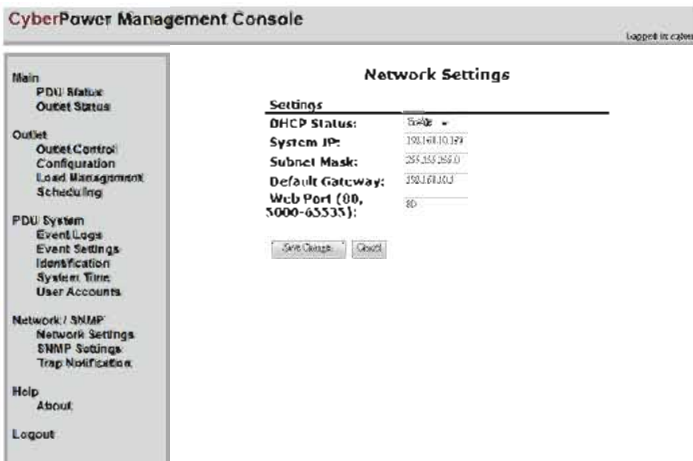 CyberPower Management Console
Logged in:
Main
PDU Status
Outlet Status
Outlet
Outlet Control
Configuration
Load Management
Scheduling
PDU System
Event Logs
Event Settings
Identification
System Time
User Accounts
Network / SNMP
Network Settings
SNMP Settings
Trap Notification
Help
About
Logout
Network Settings
Settings
DHCP Status:
System IP:
Subnet Mask: 255.255.255.0
Default Gateway:
Web Port (80,
5000-65535): 80
Save Changes Cancel